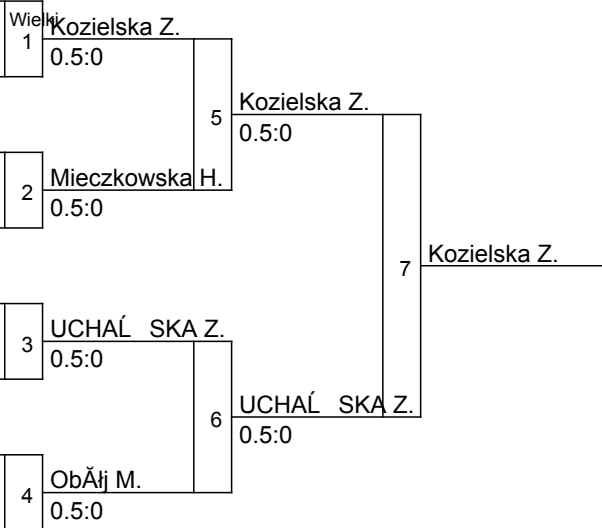 Wielki
1
Kozielska Z.
0.5:0
5
Kozielska Z.
0.5:0
2
Mieczkowska H.
0.5:0
7
Kozielska Z.
3
UCHAĹ SKA Z.
0.5:0
6
UCHAĹ SKA Z.
0.5:0
4
ObĂłj M.
0.5:0